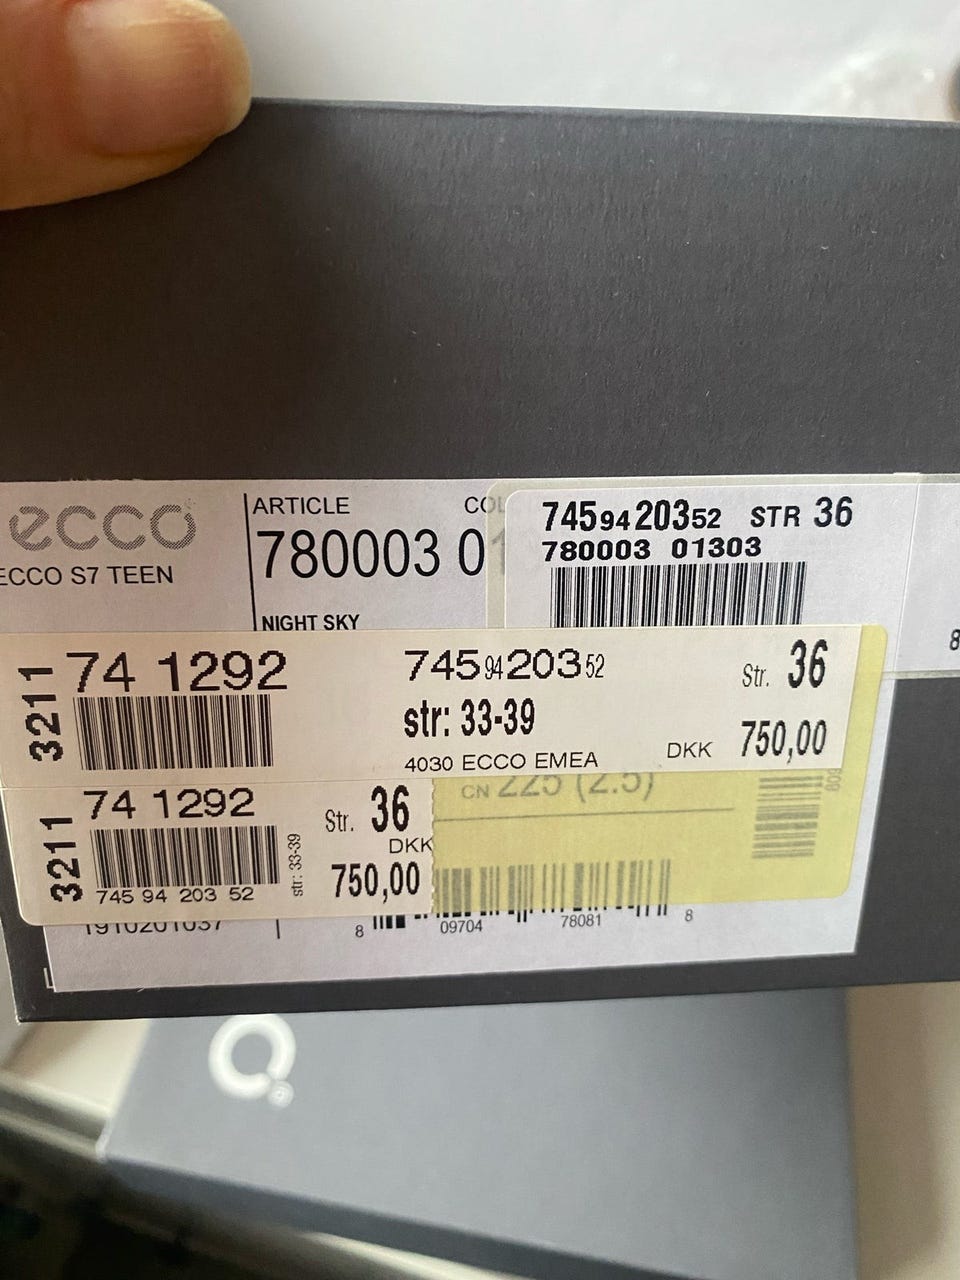 ecco
ECCO S7 TEEN
ARTICLE
780003 01
NIGHT SKY
745 94 203 52 STR 36
780003 01303
8
3211
74 1292
745 94 203 52
Str. 36
str: 33-39
4030 ECCO EMEA
DKK 750,00
3211
74 1292
745 94 203 52
str: 33-39
Str. 36
DKK
750,00
CN 225 (2.5)
1910201037
8 09704 78081 8